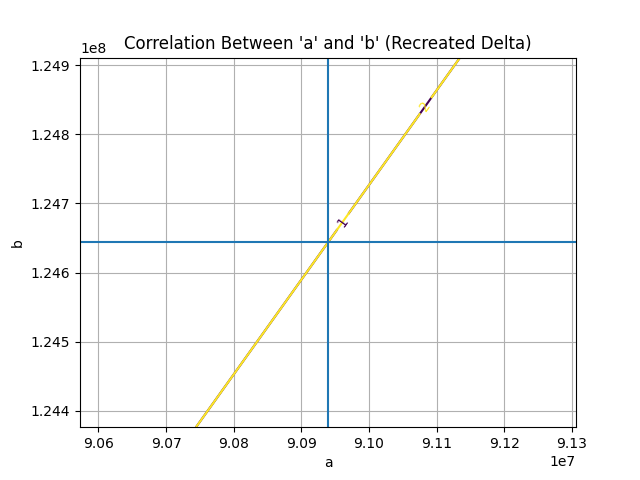 Correlation Between 'a' and 'b' (Recreated Delta)
1e8
1.249
1.248
1.247
1.246
1.245
1.244
b
1
9.06 9.07 9.08 9.09 9.10 9.11 9.12 9.13
a
1e7